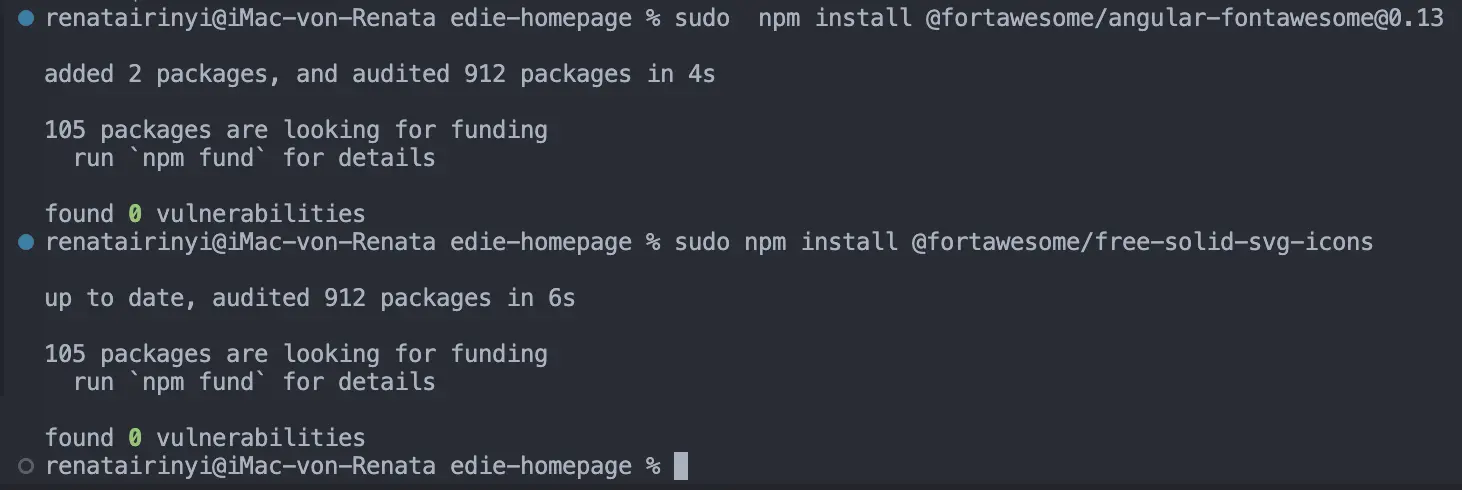 renatairinyi@iMac-von-Renata edie-homepage % sudo  npm install @fortawesome/angular-fontawesome@0.13
added 2 packages, and audited 912 packages in 4s
105 packages are looking for funding
  run `npm fund` for details
found 0 vulnerabilities
renatairinyi@iMac-von-Renata edie-homepage % sudo npm install @fortawesome/free-solid-svg-icons
up to date, audited 912 packages in 6s
105 packages are looking for funding
  run `npm fund` for details
found 0 vulnerabilities
renatairinyi@iMac-von-Renata edie-homepage %